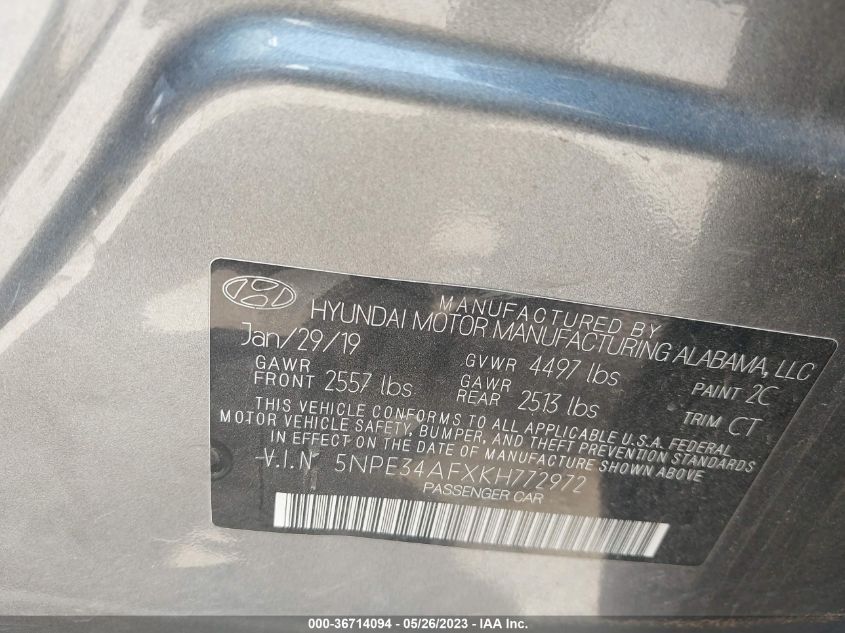 MANUFACTURED BY
HYUNDAI MOTOR MANUFACTURING ALABAMA, LLC
Jan/29/19
GVWR 4497 lbs
PAINT 2C
GAWR FRONT 2557 lbs
GAWR REAR 2513 lbs
TRIM CT
THIS VEHICLE CONFORMS TO ALL APPLICABLE U.S.A. FEDERAL
MOTOR VEHICLE SAFETY, BUMPER, AND THEFT PREVENTION STANDARDS
IN EFFECT ON THE DATE OF MANUFACTURE SHOWN ABOVE
V.I.N 5NPE34AFXKH772972
PASSENGER CAR
000-36714094 - 05/26/2023 - IAA Inc.